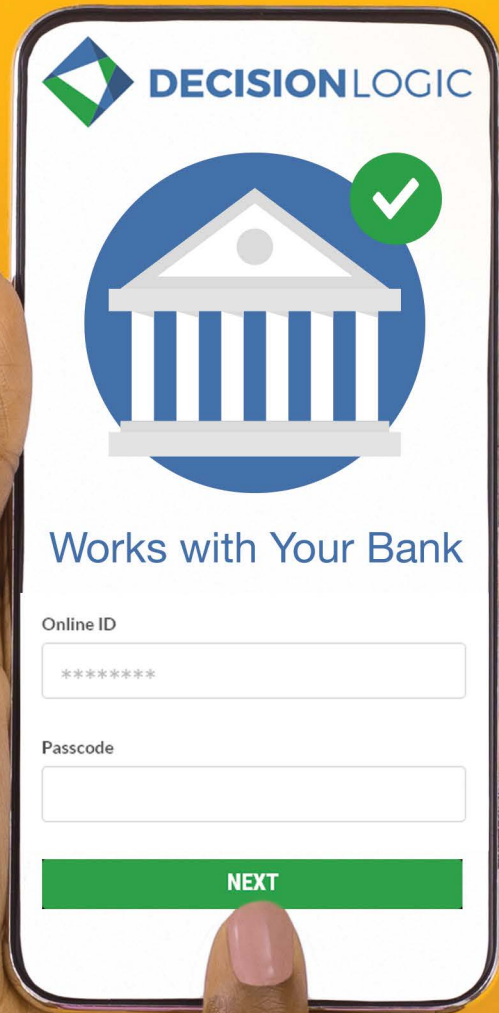 DECISIONLOGIC
Works with Your Bank
Online ID
********
Passcode
NEXT